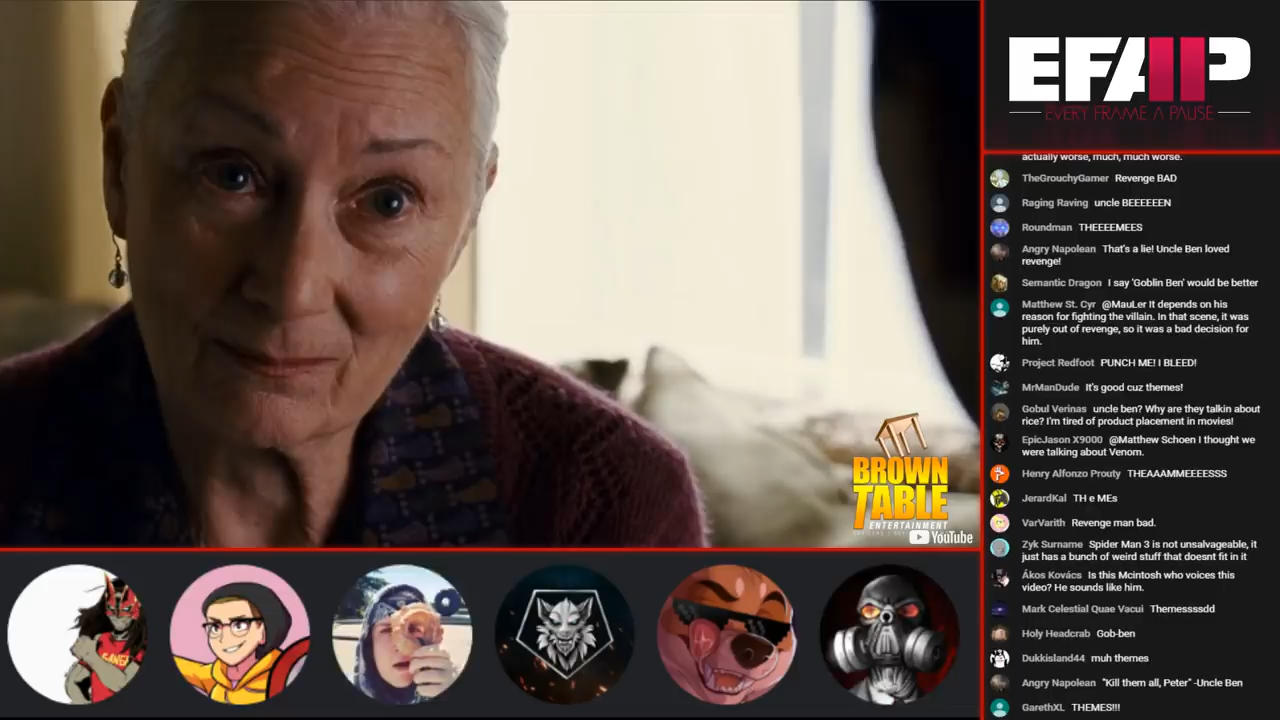 EFAP
EVERY FRAME A PAUSE
actually worse, much, much worse.
TheGrouchyGamer Revenge BAD
Raging Raving uncle BEEEEEEN
Roundman THEEEEMEES
Angry Napolean That's a lie! Uncle Ben loved
revenge!
Semantic Dragon I say 'Goblin Ben' would be better
Matthew St. Cyr @MauLer It depends on his
reason for fighting the villain. In that scene, it was
purely out of revenge, so it was a bad decision for
him.
Project Redfoot PUNCH ME! I BLEED!
MrManDude It's good cuz themes!
Gobul Verinas uncle ben? Why are they talkin about
rice? I'm tired of product placement in movies!
EpicJason X9000 @Matthew Schoen I thought we
were talking about Venom.
Henry Alfonzo Prouty THEAAAMMEEEESSS
JerardKal TH e MEs
VarVarith Revenge man bad.
Zyk Surname Spider Man 3 is not unsalvageable, it
just has a bunch of weird stuff that doesnt fit in it
Ákos Kovács Is this Mcintosh who voices this
video? He sounds like him.
Mark Celestial Quae Vacui Themessssdd
Holy Headcrab Gob-ben
Dukkisland44 muh themes
Angry Napolean "Kill them all, Peter" -Uncle Ben
GarethXL THEMES!!!
BROWN
TABLE
ENTERTAINMENT
YouTube